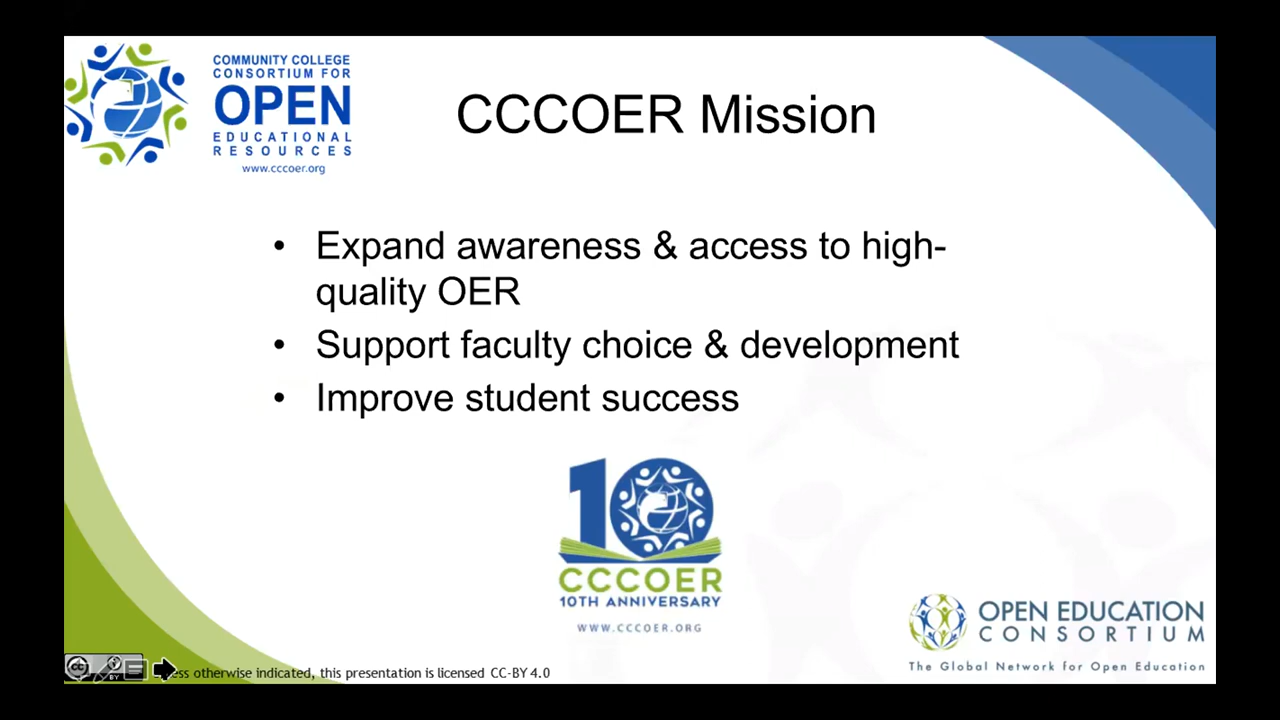 COMMUNITY COLLEGE
CONSORTIUM FOR
OPEN
EDUCATIONAL
RESOURCES
www.cccoer.org
CCCOER Mission
• Expand awareness & access to high-
quality OER
• Support faculty choice & development
• Improve student success
10
CCCOER
10TH ANNIVERSARY
WWW.CCCOER.ORG
OPEN EDUCATION
CONSORTIUM
The Global Network for Open Education
cc BY
otherwise indicated, this presentation is licensed CC-BY 4.0